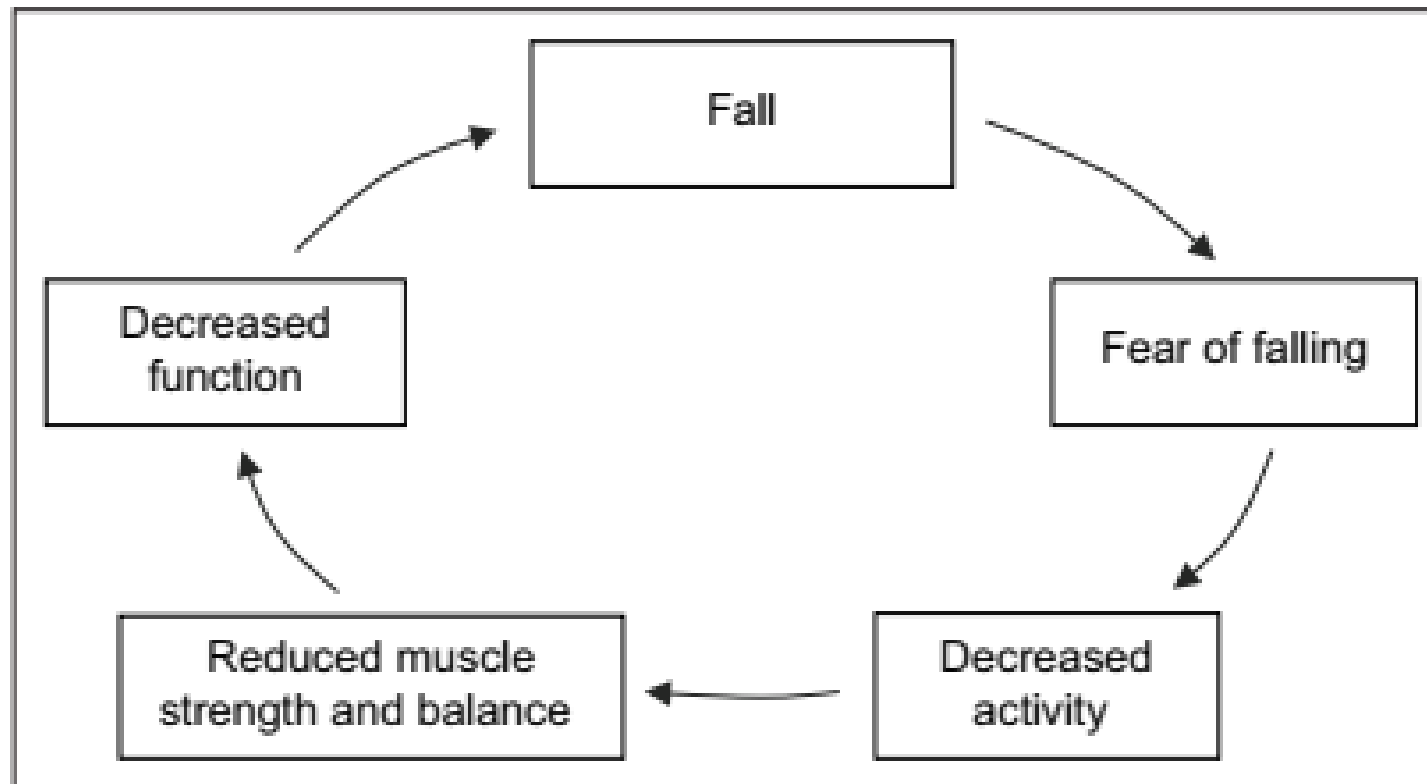 Fall
Fear of falling
Decreased
activity
Reduced muscle
strength and balance
Decreased
function